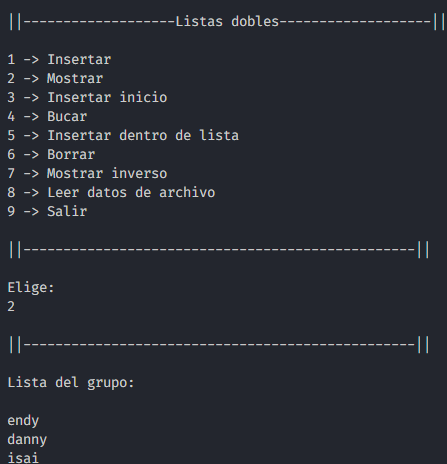 ||-------------------Listas dobles-------------------||
1 -> Insertar
2 -> Mostrar
3 -> Insertar inicio
4 -> Bucar
5 -> Insertar dentro de lista
6 -> Borrar
7 -> Mostrar inverso
8 -> Leer datos de archivo
9 -> Salir
||-------------------------------------------------||
Elige:
2
||-------------------------------------------------||
Lista del grupo:
endy
danny
isai